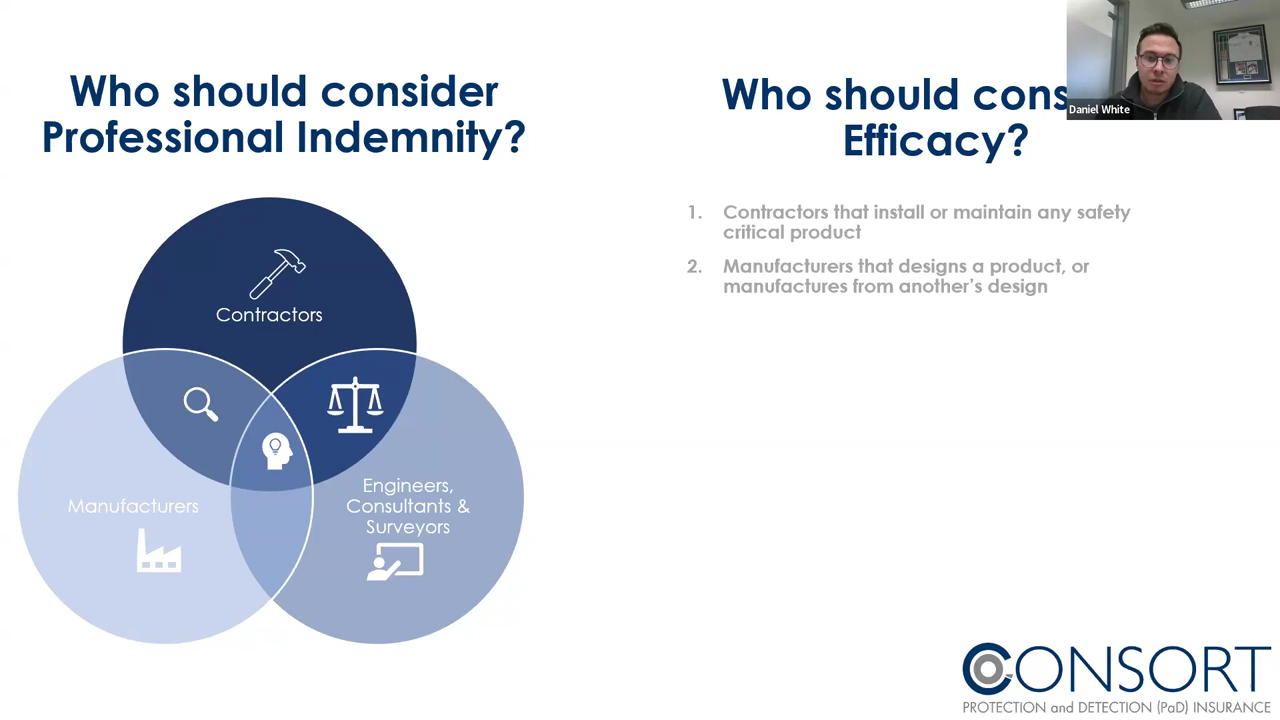 Who should consider
Professional Indemnity?
Contractors
Manufacturers
Engineers,
Consultants &
Surveyors
Who should cons
Efficacy?
1. Contractors that install or maintain any safety
critical product
2. Manufacturers that designs a product, or
manufactures from another's design
Daniel White
CONSORT
PROTECTION and DETECTION (PaD) INSURANCE